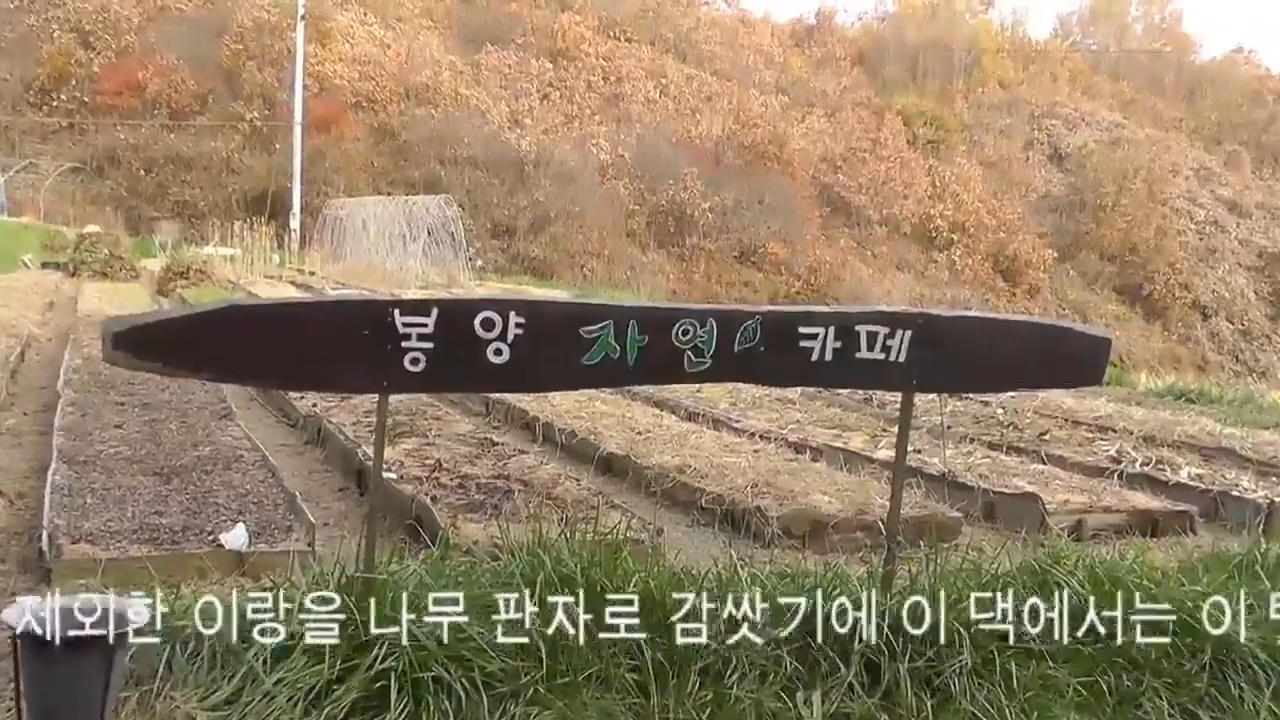 봉양 자연 카페
제외한 이랑을 나무 판자로 감쌌기에 이 댁에서는 이